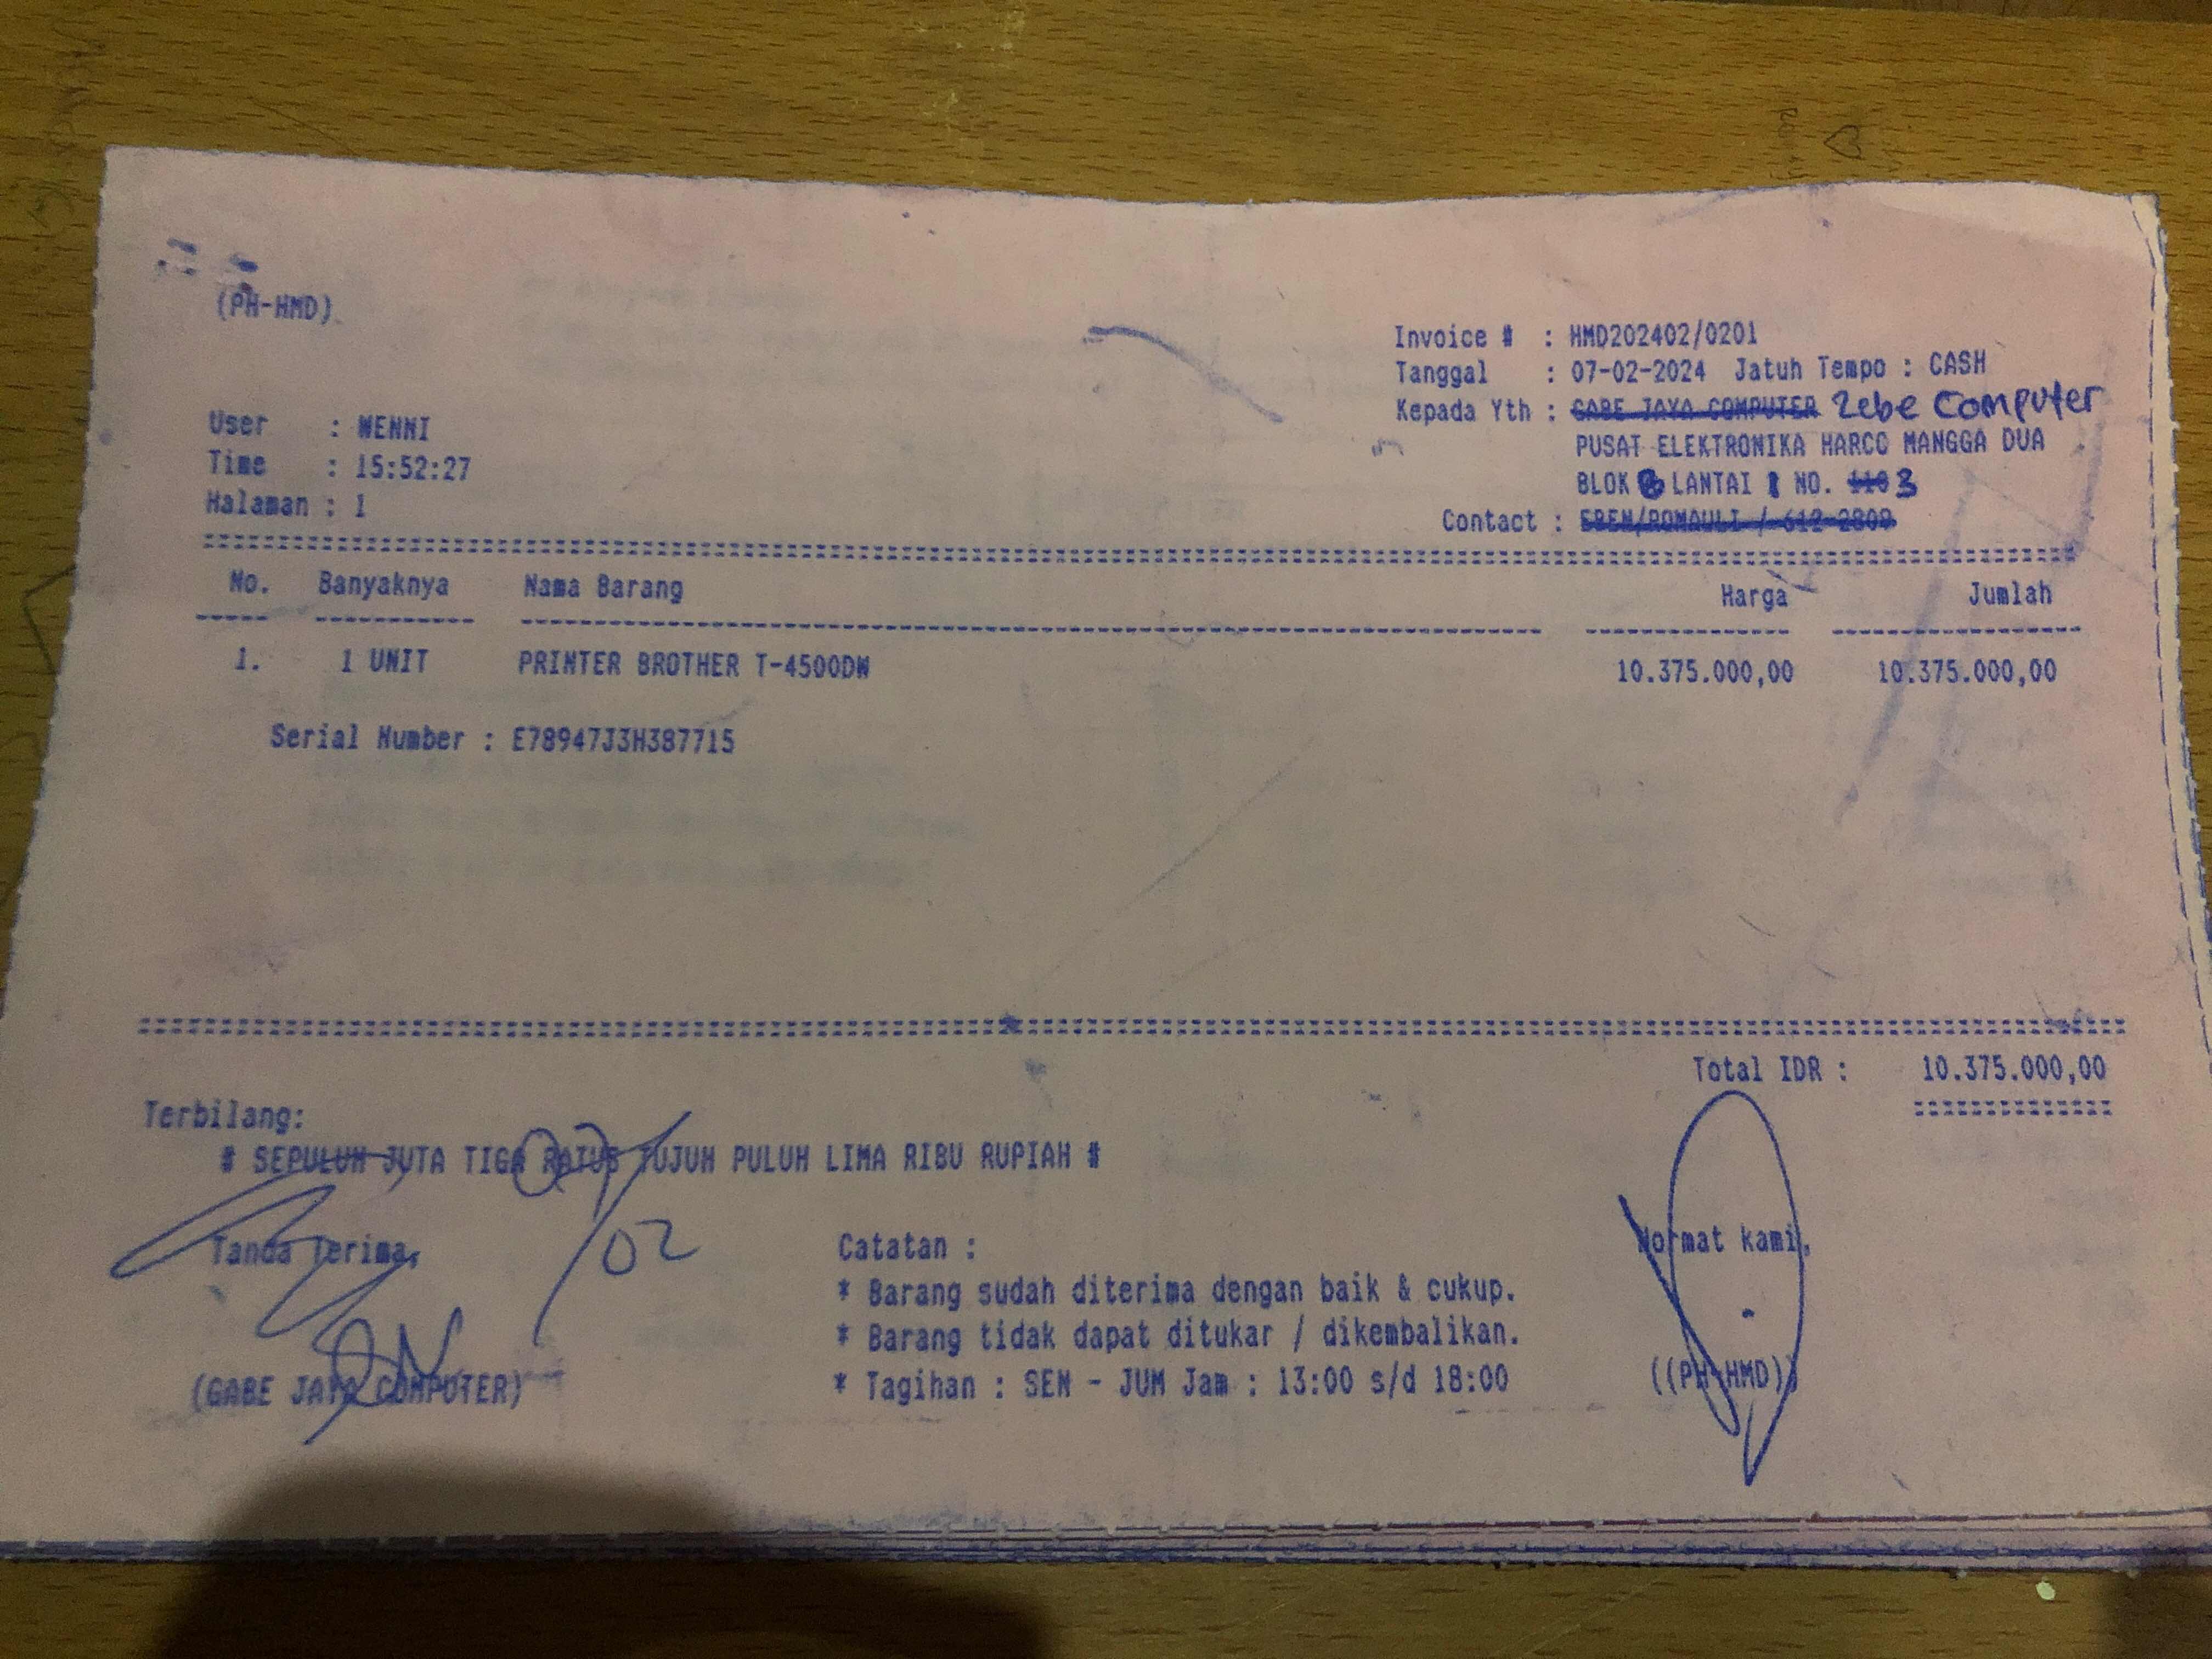 (PH-HMD)
Invoice # : HMD202402/0201
Tanggal : 07-02-2024 Jatuh Tempo : CASH
Kepada Yth : GABE JAYA COMPUTER Zebe Computer
PUSAT ELEKTRONIKA HARCO MANGGA DUA
BLOK B LANTAI 1 NO. 3
Contact : / 612-2809
User : WENNI
Time : 15:52:27
Halaman : 1
No. Banyaknya Nama Barang Harga Jumlah
1. 1 UNIT PRINTER BROTHER T-4500DW 10.375.000,00 10.375.000,00
Serial Number : E78947J3H387715
Total IDR : 10.375.000,00
Terbilang:
# SEPULUH JUTA TIGA RATUS TUJUH PULUH LIMA RIBU RUPIAH #
07/02
Tanda Terima,
(GABE JAYA COMPUTER)
Catatan :
* Barang sudah diterima dengan baik & cukup.
* Barang tidak dapat ditukar / dikembalikan.
* Tagihan : SEN - JUM Jam : 13:00 s/d 18:00
Hormat kami,
((PH-HMD))